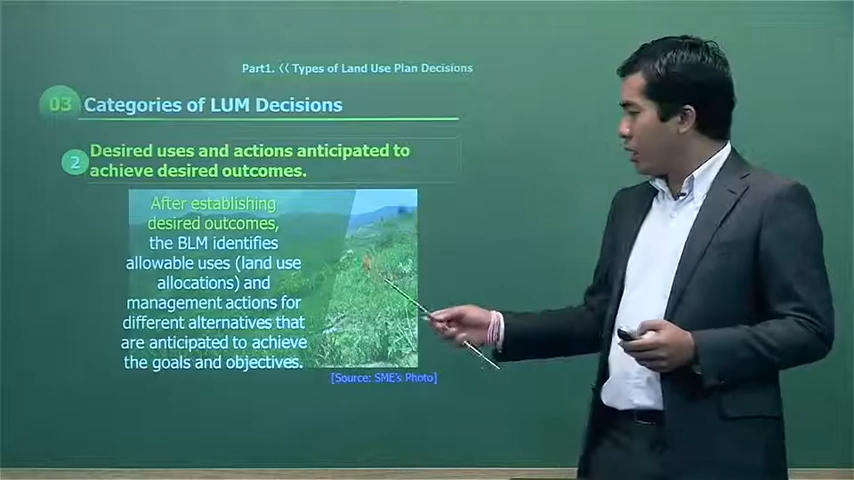 Part1. 《 Types of Land Use Plan Decisions
03 Categories of LUM Decisions
2 Desired uses and actions anticipated to
achieve desired outcomes.
After establishing
desired outcomes,
the BLM identifies
allowable uses (land use
allocations) and
management actions for
different alternatives that
are anticipated to achieve
the goals and objectives.
[Source: SME's Photo]